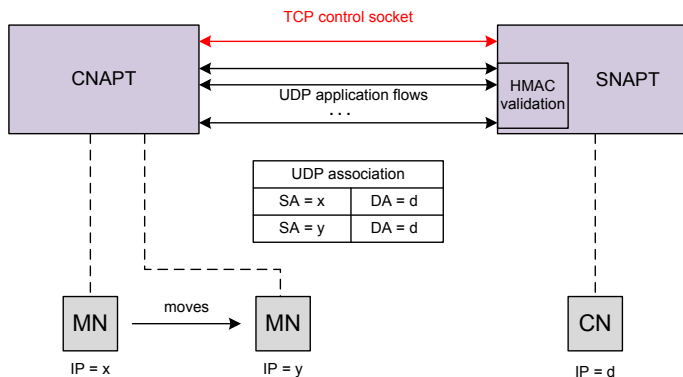 TCP control socket
CNAPT
SNAPT
HMAC
validation
UDP application flows
. . .
UDP association
SA = x DA = d
SA = y DA = d
MN
moves
MN
CN
IP = x
IP = y
IP = d